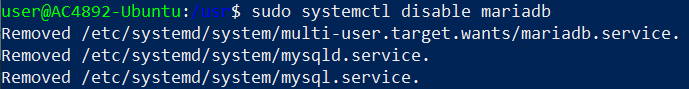 user@AC4892-Ubuntu:/usr$ sudo systemctl disable mariadb
Removed /etc/systemd/system/multi-user.target.wants/mariadb.service.
Removed /etc/systemd/system/mysqld.service.
Removed /etc/systemd/system/mysql.service.